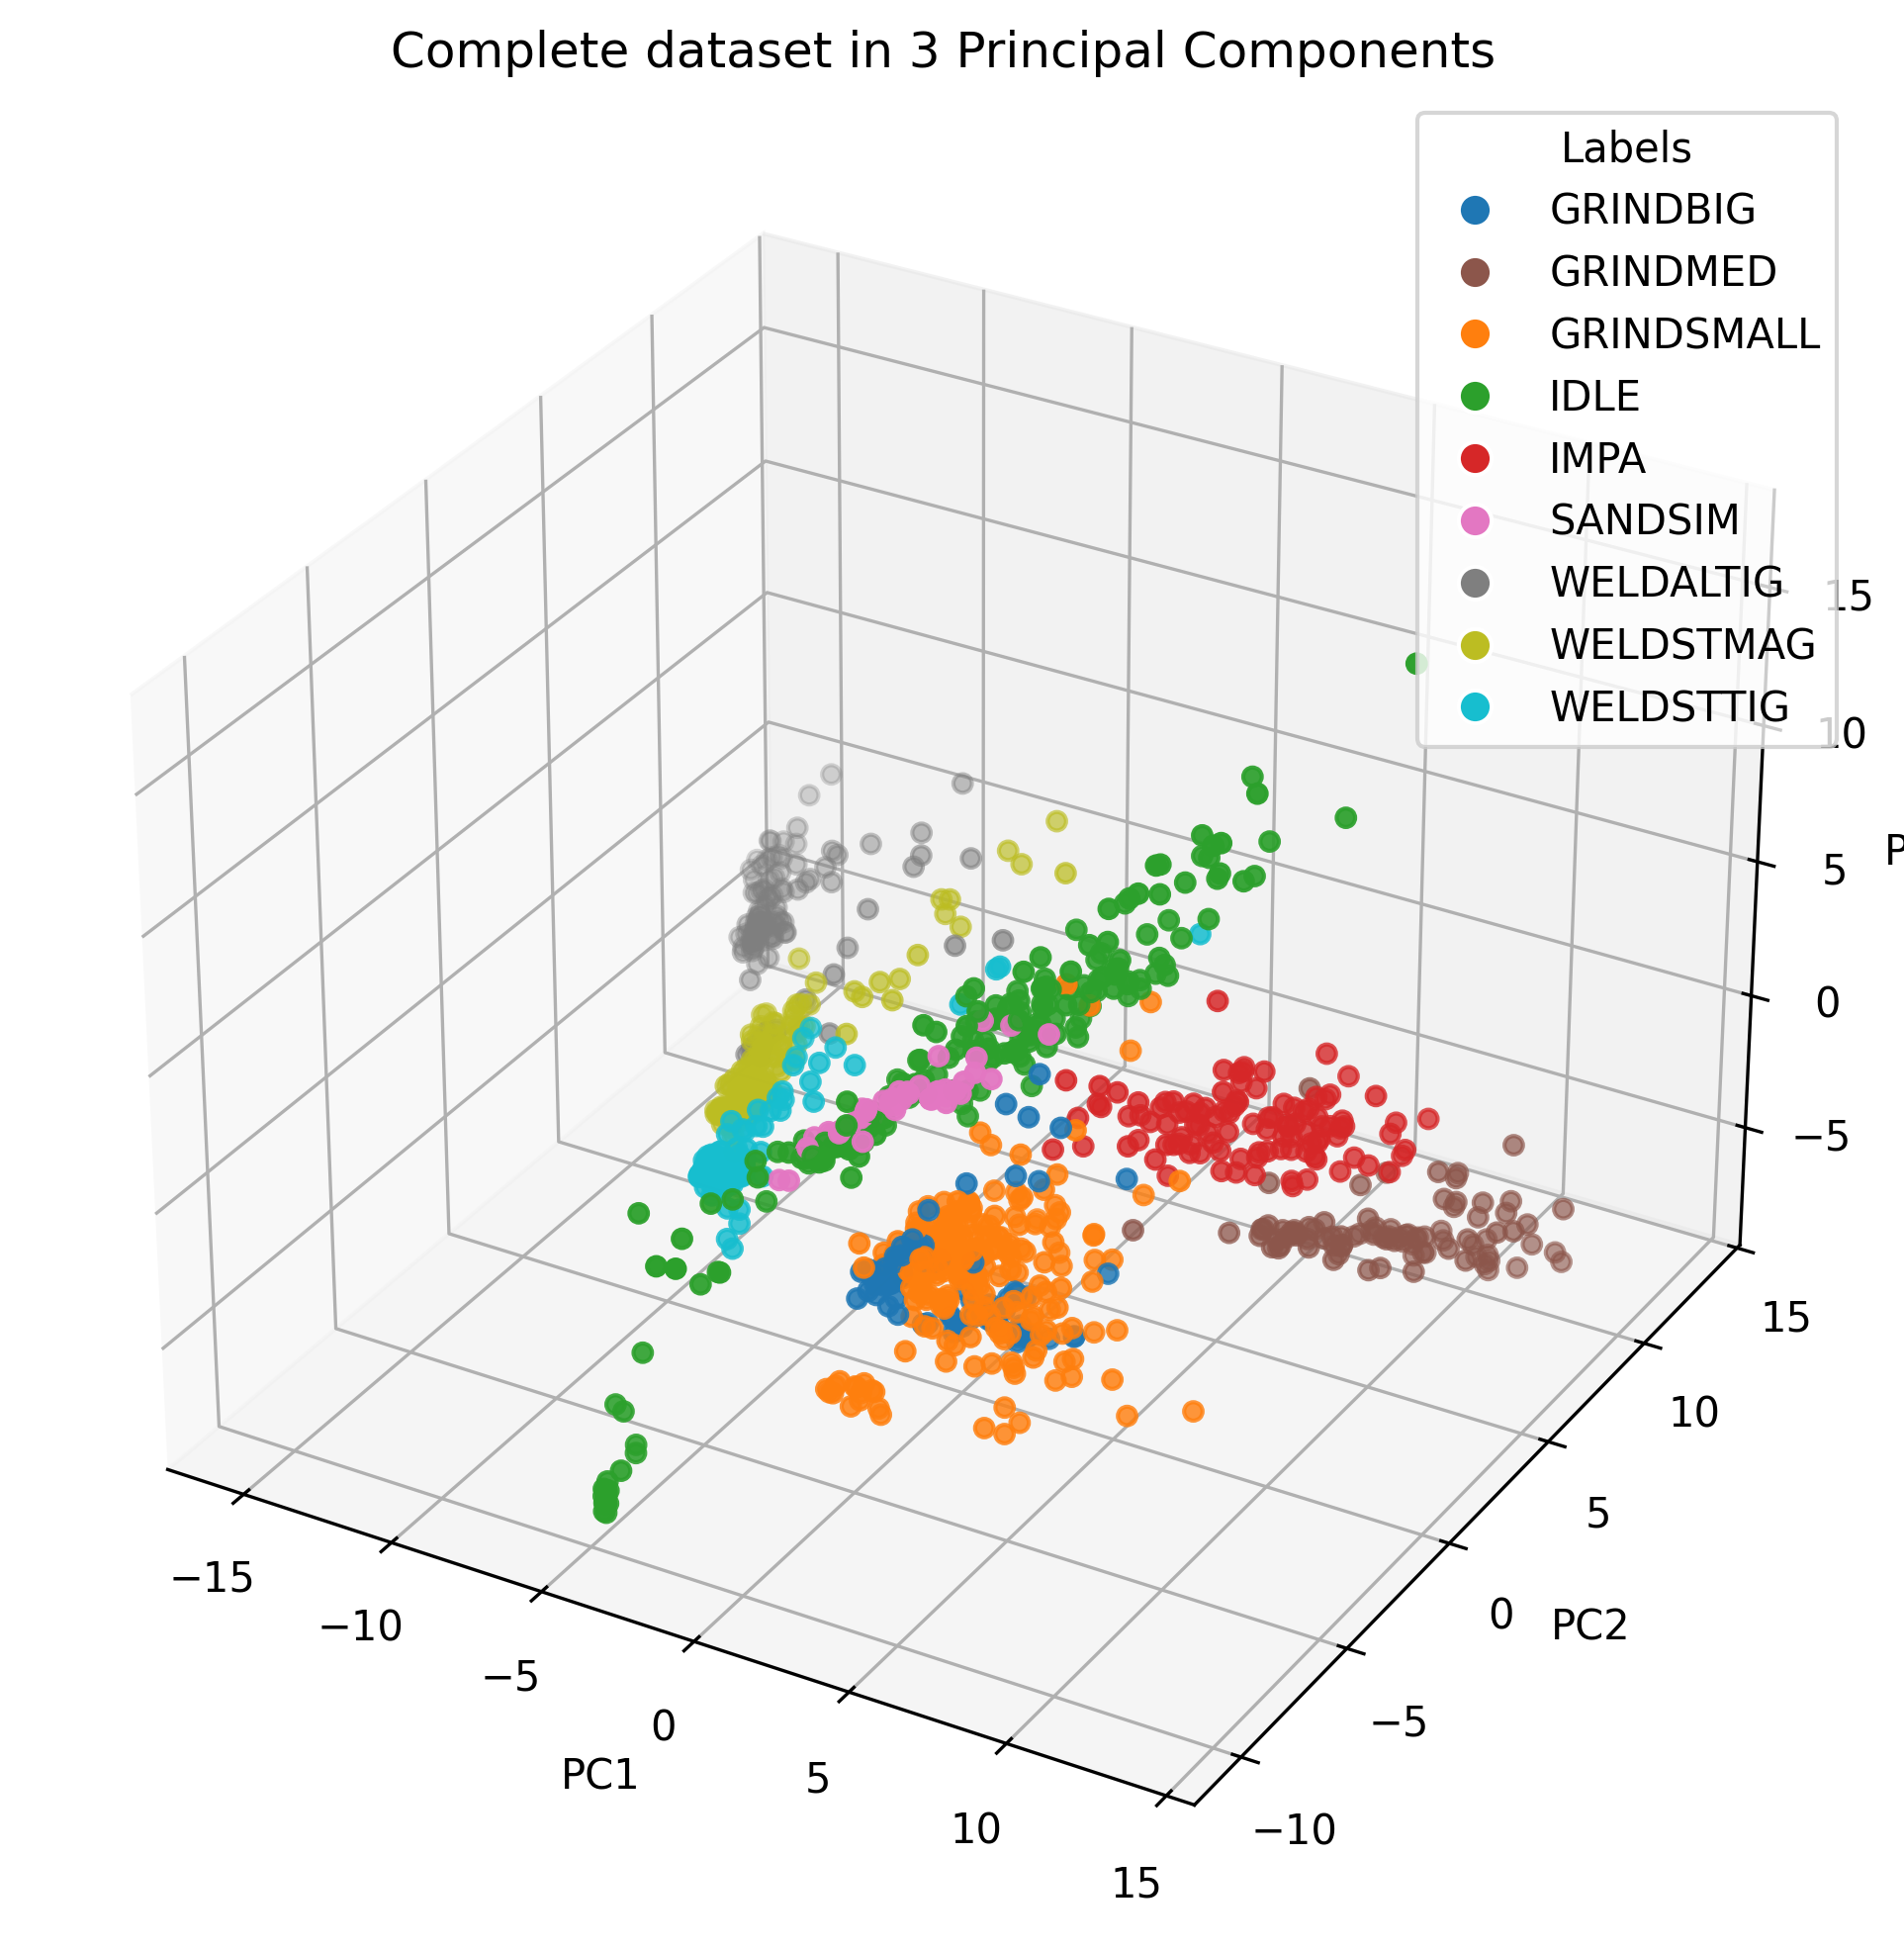 Complete dataset in 3 Principal Components
Labels
GRINDBIG
GRINDMED
GRINDSMALL
IDLE
IMPA
SANDSIM
WELDALTIG
WELDSTMAG
WELDSTTIG
15
10
5
0
−5
P
15
10
5
0
−5
−10
PC2
−15
−10
−5
0
5
10
15
PC1